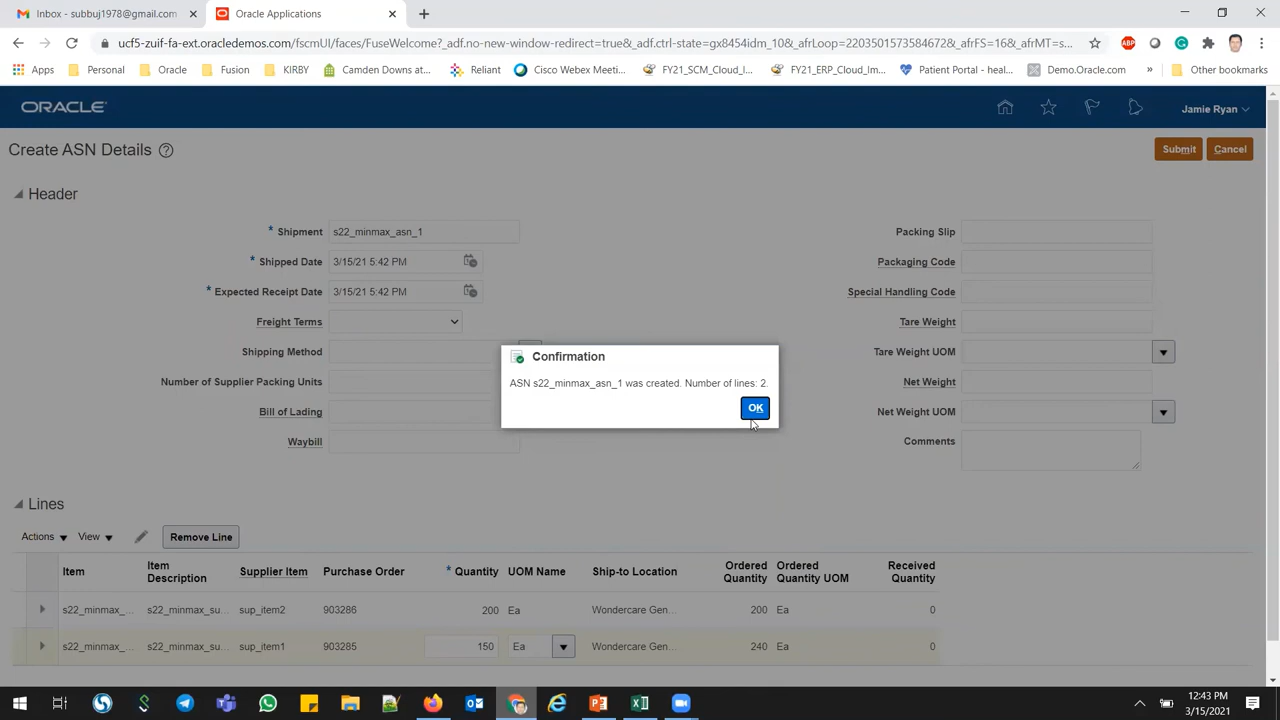 Inbox - subbuj1978@gmail.com
Oracle Applications
ucf5-zuif-fa-ext.oracledemos.com/fscmUI/faces/FuseWelcome?_adf.no-new-window-redirect=true&_adf.ctrl-state=gx8454idm_10&_afrLoop=2203501573584672&_afrFS=16&_afrMT=s...
ABP
Apps Personal Oracle Fusion KIRBY Camden Downs at... Reliant Cisco Webex Meeti... FY21_SCM_Cloud_I... FY21_ERP_Cloud_Im... Patient Portal - heal... Demo.Oracle.com » Other bookmarks
ORACLE
Jamie Ryan
Create ASN Details
Submit Cancel
Header
* Shipment s22_minmax_asn_1 Packing Slip
* Shipped Date 3/15/21 5:42 PM Packaging Code
* Expected Receipt Date 3/15/21 5:42 PM Special Handling Code
Freight Terms Tare Weight
Shipping Method Tare Weight UOM
Number of Supplier Packing Units Net Weight
Bill of Lading Net Weight UOM
Waybill Comments
Confirmation
ASN s22_minmax_asn_1 was created. Number of lines: 2.
OK
Lines
Actions View Remove Line
Item Item Description Supplier Item Purchase Order * Quantity UOM Name Ship-to Location Ordered Quantity Ordered Quantity UOM Received Quantity
s22_minmax_... s22_minmax_su... sup_item2 903286 200 Ea Wondercare Gen... 200 Ea 0
s22_minmax_... s22_minmax_su... sup_item1 903285 150 Ea Wondercare Gen... 240 Ea 0
12:43 PM
3/15/2021